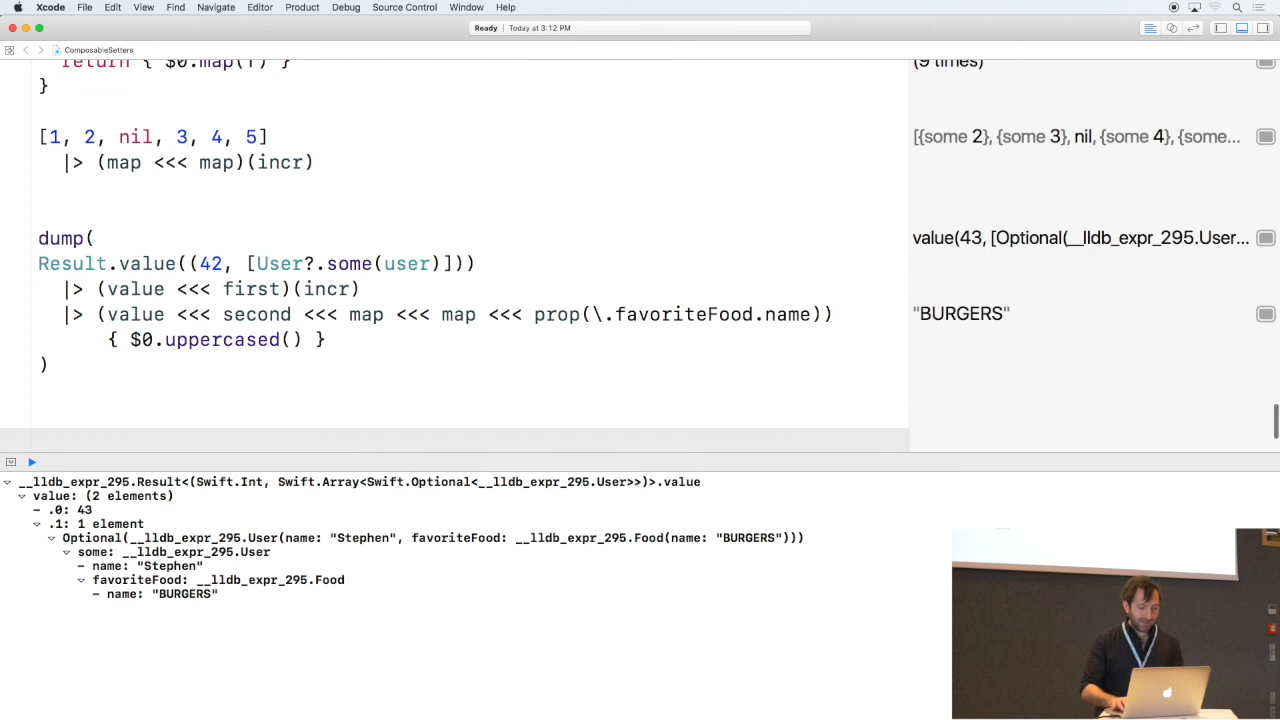 Xcode File Edit View Find Navigate Editor Product Debug Source Control Window Help
Ready | Today at 3:12 PM
ComposableSetters
return { $0.map(f) }
(9 times)
}
[1, 2, nil, 3, 4, 5]
[{some 2}, {some 3}, nil, {some 4}, {some...
|> (map <<< map)(incr)
dump(
value(43, [Optional(__lldb_expr_295.User...
Result.value((42, [User?.some(user)]))
|> (value <<< first)(incr)
|> (value <<< second <<< map <<< map <<< prop(\.favoriteFood.name))
"BURGERS"
{ $0.uppercased() }
)
__lldb_expr_295.Result<(Swift.Int, Swift.Array<Swift.Optional<__lldb_expr_295.User>>)>.value
value: (2 elements)
- .0: 43
.1: 1 element
Optional(__lldb_expr_295.User(name: "Stephen", favoriteFood: __lldb_expr_295.Food(name: "BURGERS")))
some: __lldb_expr_295.User
- name: "Stephen"
favoriteFood: __lldb_expr_295.Food
- name: "BURGERS"